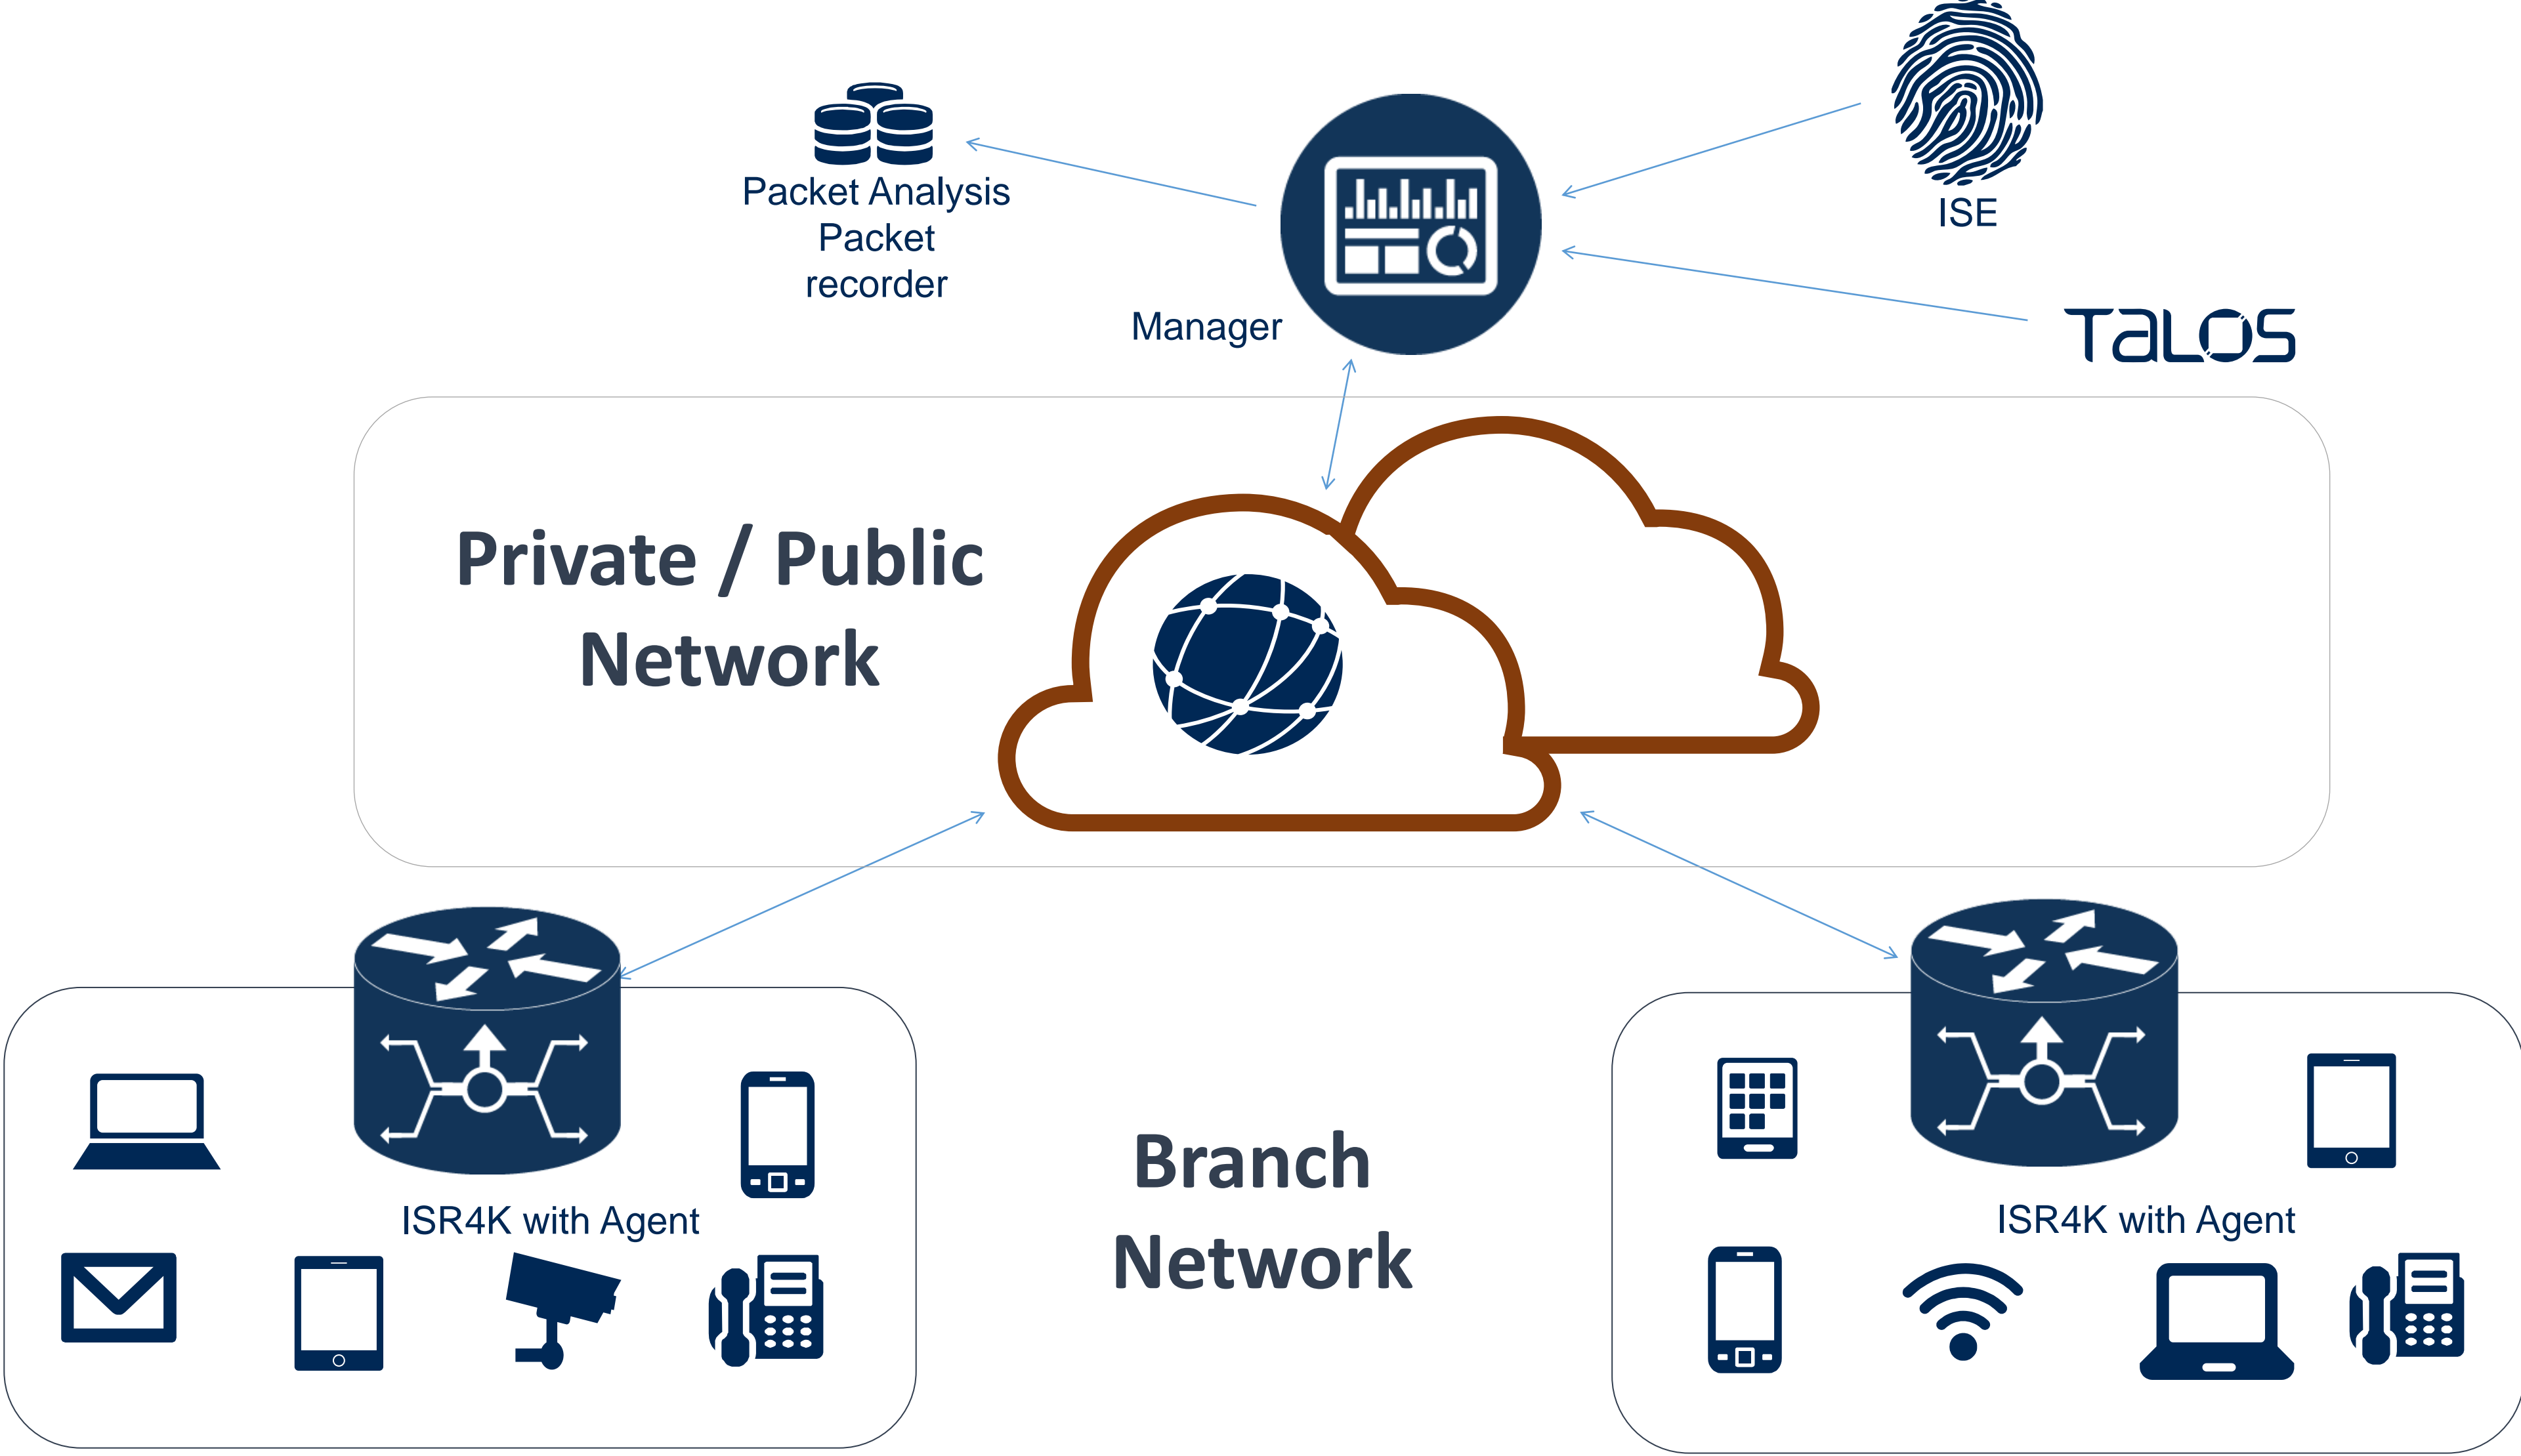 Packet Analysis
Packet
recorder
Manager
ISE
TALOS
Private / Public
Network
ISR4K with Agent
Branch
Network
ISR4K with Agent